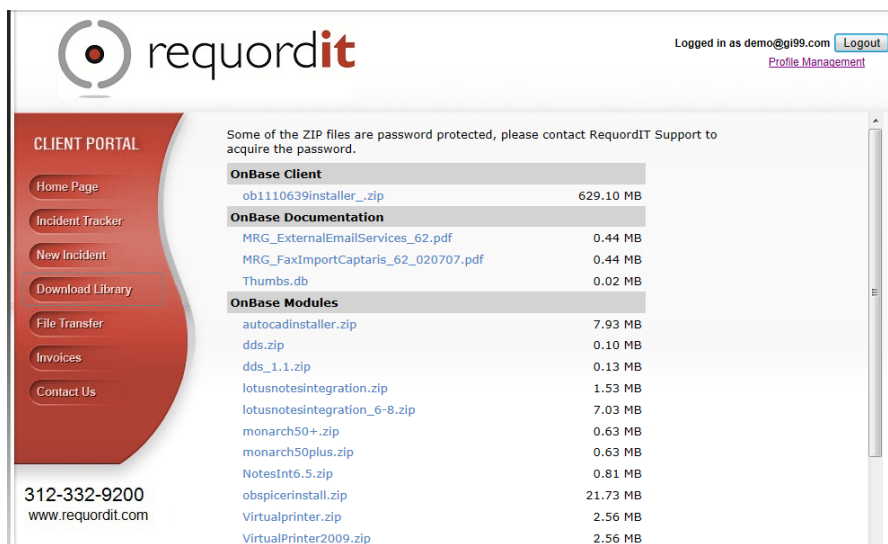 requordit
Logged in as demo@gi99.com Logout
Profile Management
CLIENT PORTAL
Home Page
Incident Tracker
New Incident
Download Library
File Transfer
Invoices
Contact Us
312-332-9200
www.requordit.com
Some of the ZIP files are password protected, please contact RequordIT Support to
acquire the password.
OnBase Client
ob1110639installer_.zip 629.10 MB
OnBase Documentation
MRG_ExternalEmailServices_62.pdf 0.44 MB
MRG_FaxImportCaptaris_62_020707.pdf 0.44 MB
Thumbs.db 0.02 MB
OnBase Modules
autocadinstaller.zip 7.93 MB
dds.zip 0.10 MB
dds_1.1.zip 0.13 MB
lotusnotesintegration.zip 1.53 MB
lotusnotesintegration_6-8.zip 7.03 MB
monarch50+.zip 0.63 MB
monarch50plus.zip 0.63 MB
NotesInt6.5.zip 0.81 MB
obspicerinstall.zip 21.73 MB
Virtualprinter.zip 2.56 MB
VirtualPrinter2009.zip 2.56 MB